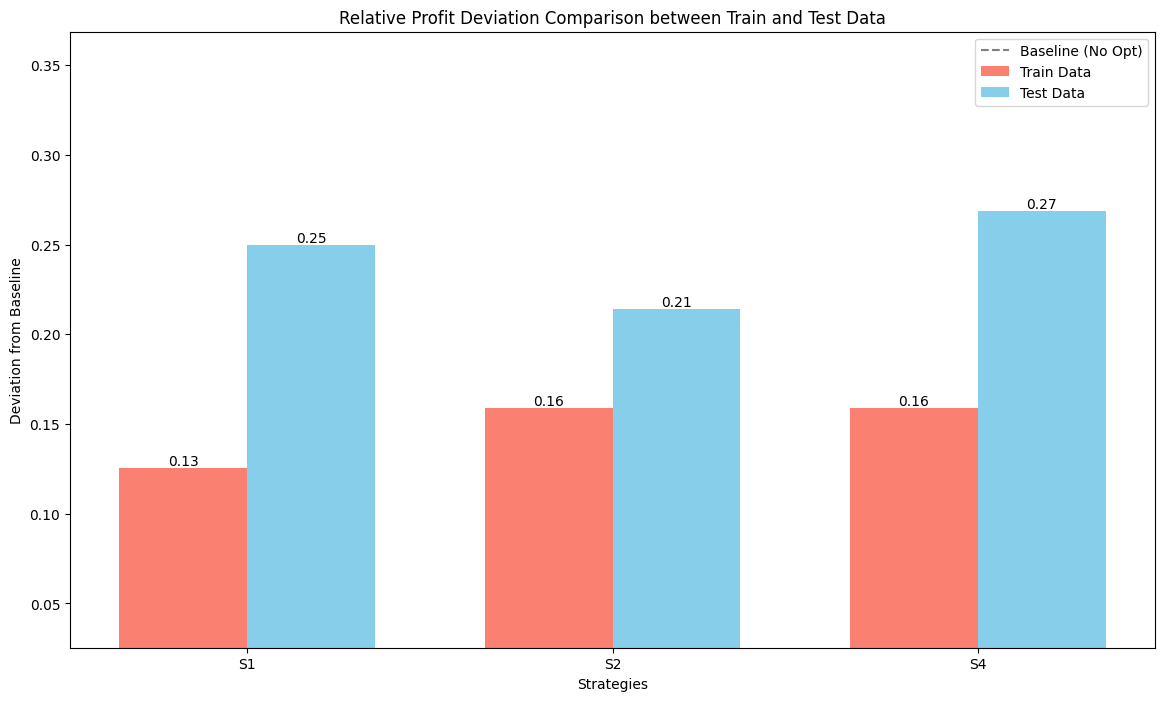 Relative Profit Deviation Comparison between Train and Test Data
Baseline (No Opt)
Train Data
Test Data
Deviation from Baseline
0.35
0.30
0.25
0.20
0.15
0.10
0.05
0.13
0.25
0.16
0.21
0.16
0.27
S1
S2
S4
Strategies